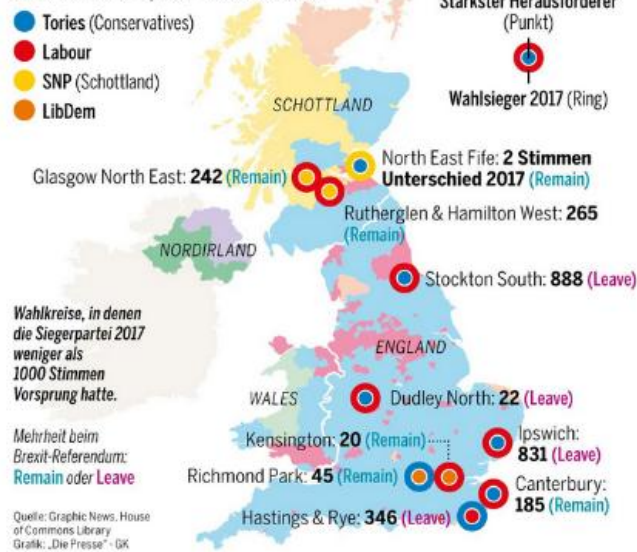 Tories (Conservatives)
Labour
SNP (Schottland)
LibDem
Stärkster Herausforderer
(Punkt)
Wahlsieger 2017 (Ring)
SCHOTTLAND
North East Fife: 2 Stimmen
Unterschied 2017 (Remain)
Glasgow North East: 242 (Remain)
Rutherglen & Hamilton West: 265
(Remain)
NORDIRLAND
Stockton South: 888 (Leave)
Wahlkreise, in denen
die Siegerpartei 2017
weniger als
1000 Stimmen
Vorsprung hatte.
ENGLAND
WALES
Dudley North: 22 (Leave)
Mehrheit beim
Brexit-Referendum:
Remain oder Leave
Kensington: 20 (Remain)
Ipswich:
831 (Leave)
Richmond Park: 45 (Remain)
Canterbury:
185 (Remain)
Hastings & Rye: 346 (Leave)
Quelle: Graphic News, House
of Commons Library
Grafik: „Die Presse" - GK